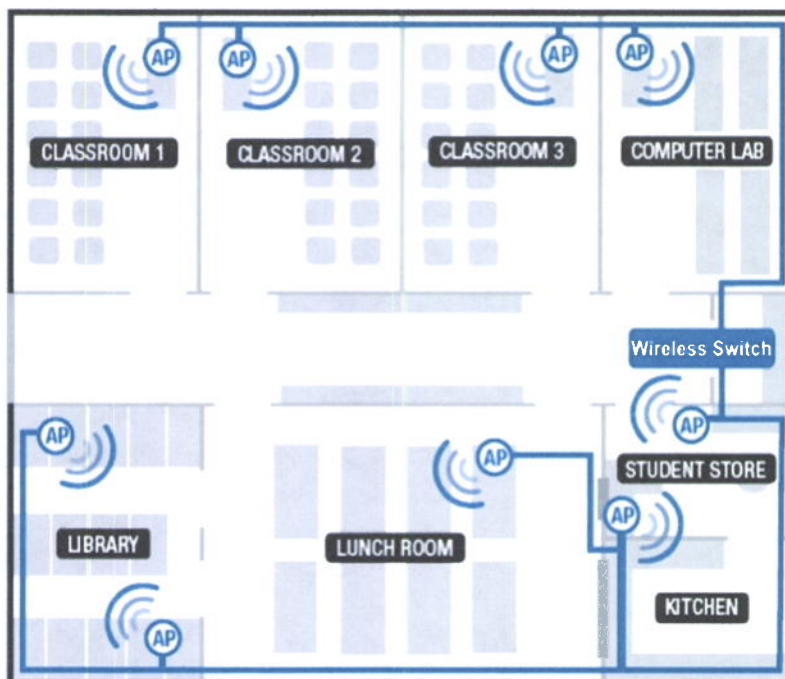 AP
AP
AP
AP
CLASSROOM 1
CLASSROOM 2
CLASSROOM 3
COMPUTER LAB
Wireless Switch
AP
AP
AP
STUDENT STORE
AP
LIBRARY
LUNCH ROOM
KITCHEN
AP